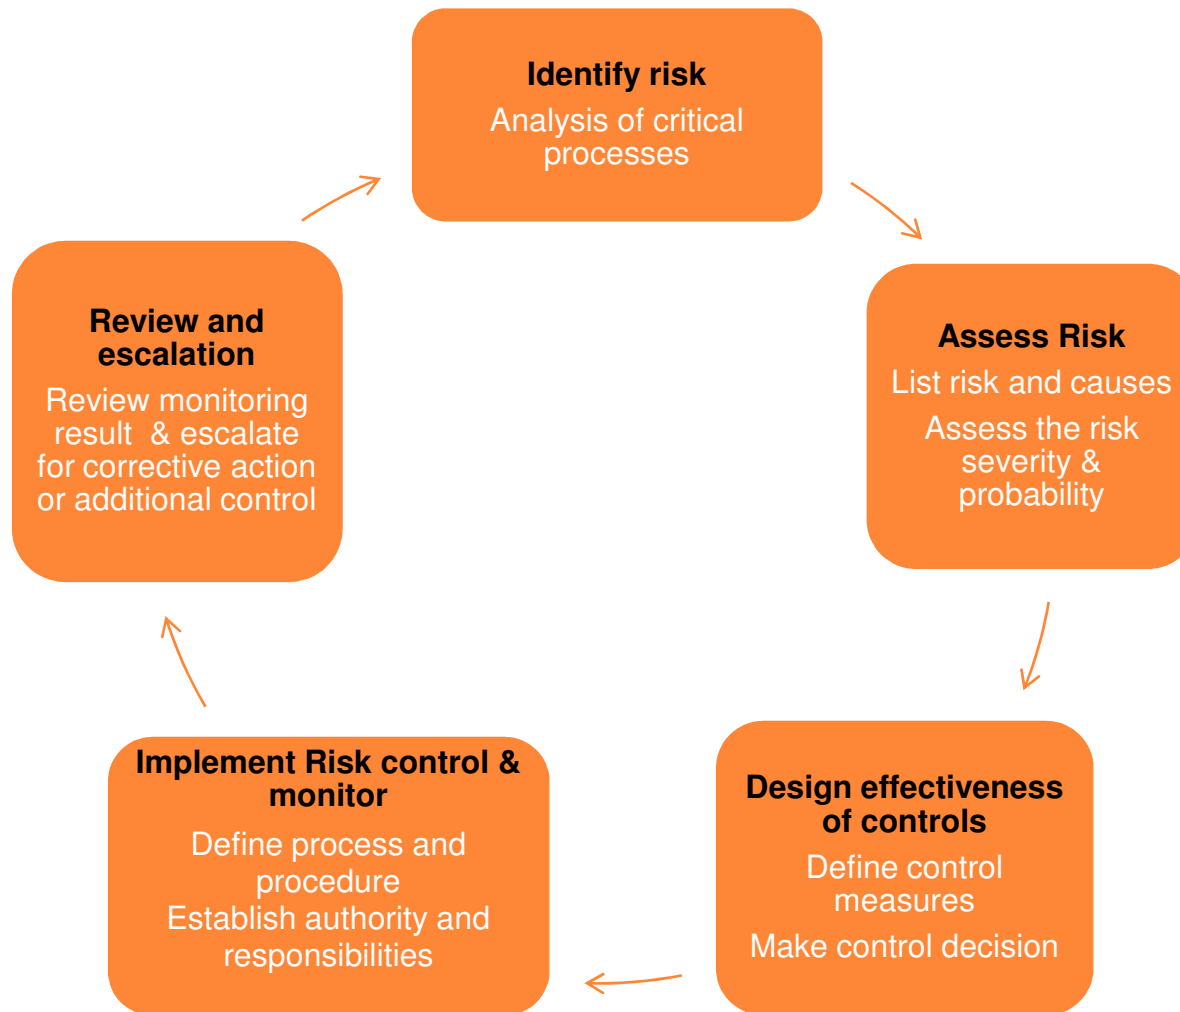 Identify risk
Analysis of critical
processes
Assess Risk
List risk and causes
Assess the risk
severity &
probability
Design effectiveness
of controls
Define control
measures
Make control decision
Implement Risk control &
monitor
Define process and
procedure
Establish authority and
responsibilities
Review and
escalation
Review monitoring
result & escalate
for corrective action
or additional control